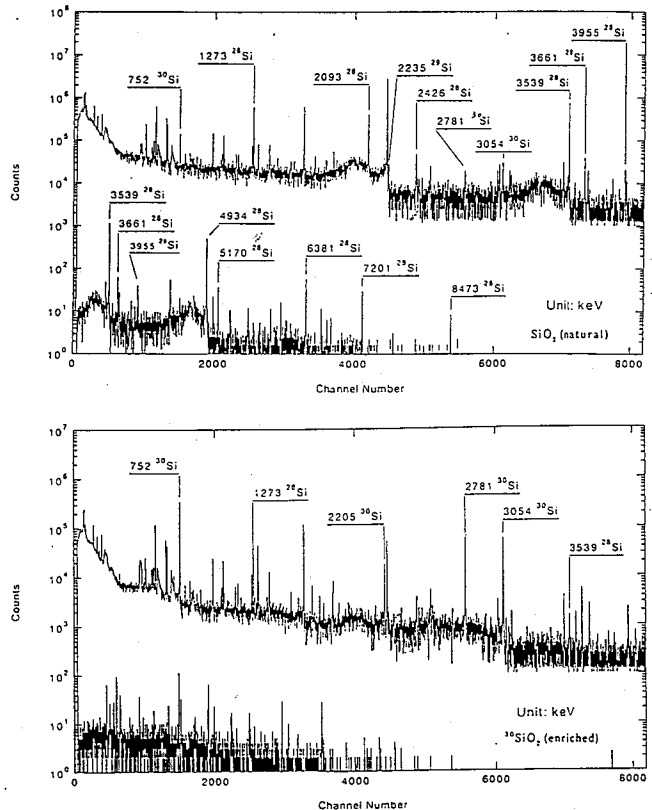 10⁸
3955 ²⁸Si
10⁷
1273 ²⁸Si
3661 ²⁸Si
752 ³⁰Si
2093 ²⁸Si
2235 ²⁹Si
3539 ²⁸Si
10⁶
2426 ²⁸Si
2781 ³⁰Si
10⁵
3054 ³⁰Si
10⁴
Counts
3539 ²⁸Si
10³
3661 ²⁸Si
4934 ²⁸Si
3955 ²⁸Si
5170 ²⁸Si
6381 ²⁸Si
10²
7201 ²⁹Si
8473 ²⁸Si
10¹
Unit: keV
SiO₂ (natural)
10⁰
0 2000 4000 6000 8000
Channel Number
10⁷
752 ³⁰Si
2781 ³⁰Si
10⁶
1273 ²⁸Si
3054 ³⁰Si
2205 ³⁰Si
10⁵
3539 ²⁸Si
10⁴
Counts
10³
10²
Unit: keV
10¹
³⁰SiO₂ (enriched)
10⁰
0 2000 4000 6000 8000
Channel Number